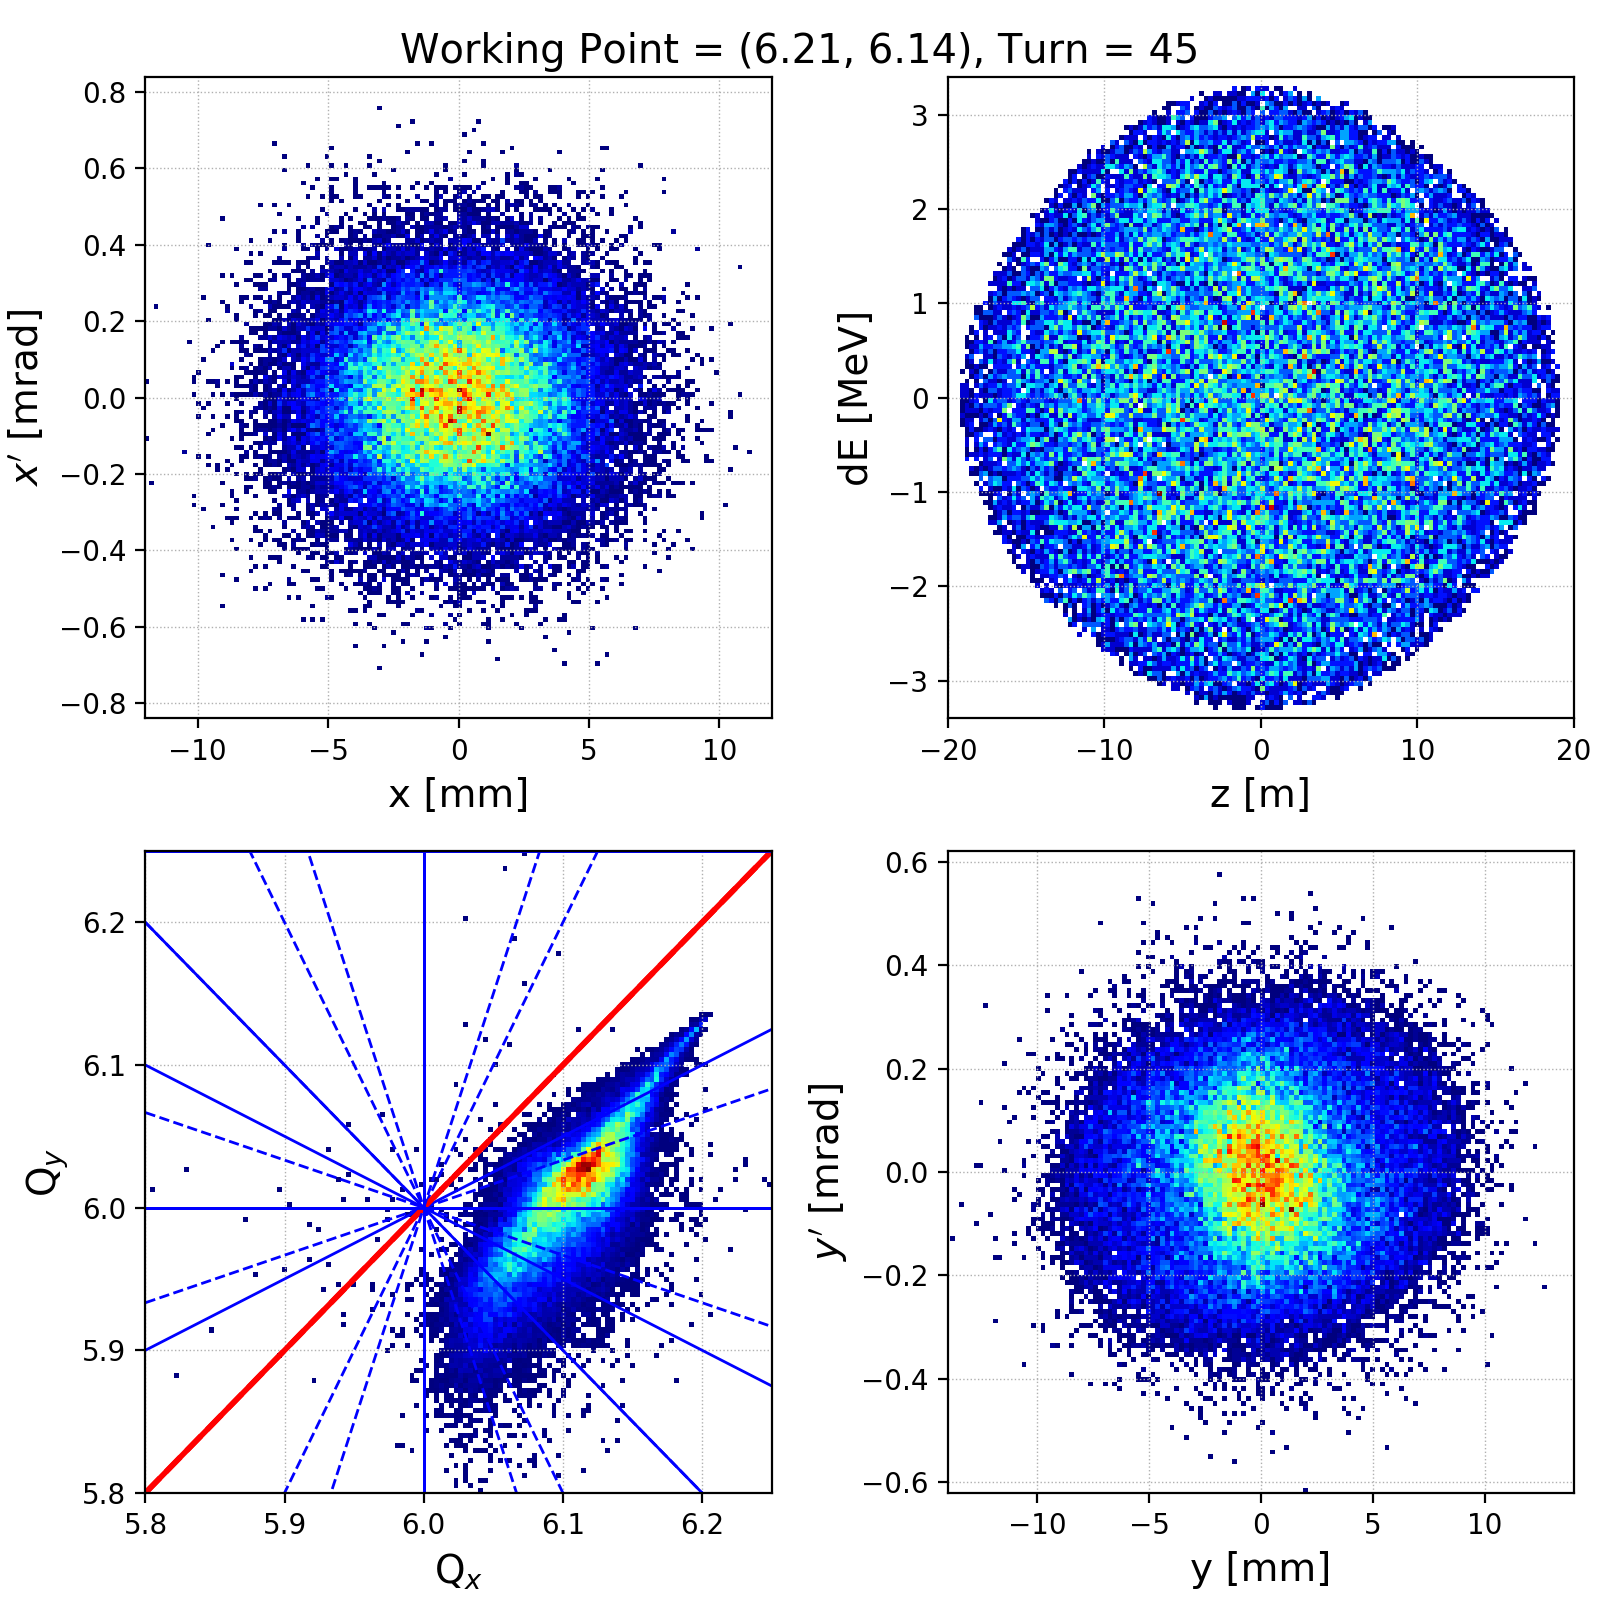 Working Point = (6.21, 6.14), Turn = 45
0.8
0.6
0.4
0.2
0.0
−0.2
−0.4
−0.6
−0.8
x′ [mrad]
−10 −5 0 5 10
x [mm]
3
2
1
0
−1
−2
−3
dE [MeV]
−20 −10 0 10 20
z [m]
6.2
6.1
6.0
5.9
5.8
Qy
5.8 5.9 6.0 6.1 6.2
Qx
0.6
0.4
0.2
0.0
−0.2
−0.4
−0.6
y′ [mrad]
−10 −5 0 5 10
y [mm]